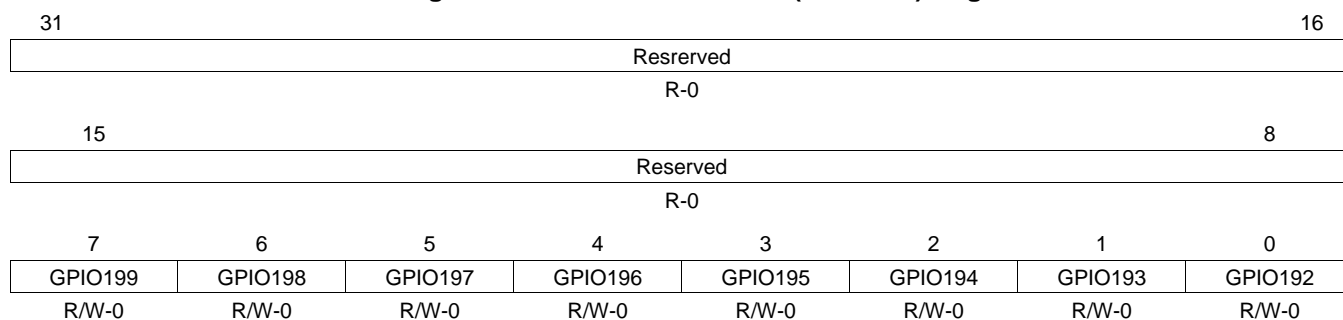 31 16
Resrerved
R-0
15 8
Reserved
R-0
7 6 5 4 3 2 1 0
GPIO199 GPIO198 GPIO197 GPIO196 GPIO195 GPIO194 GPIO193 GPIO192
R/W-0 R/W-0 R/W-0 R/W-0 R/W-0 R/W-0 R/W-0 R/W-0